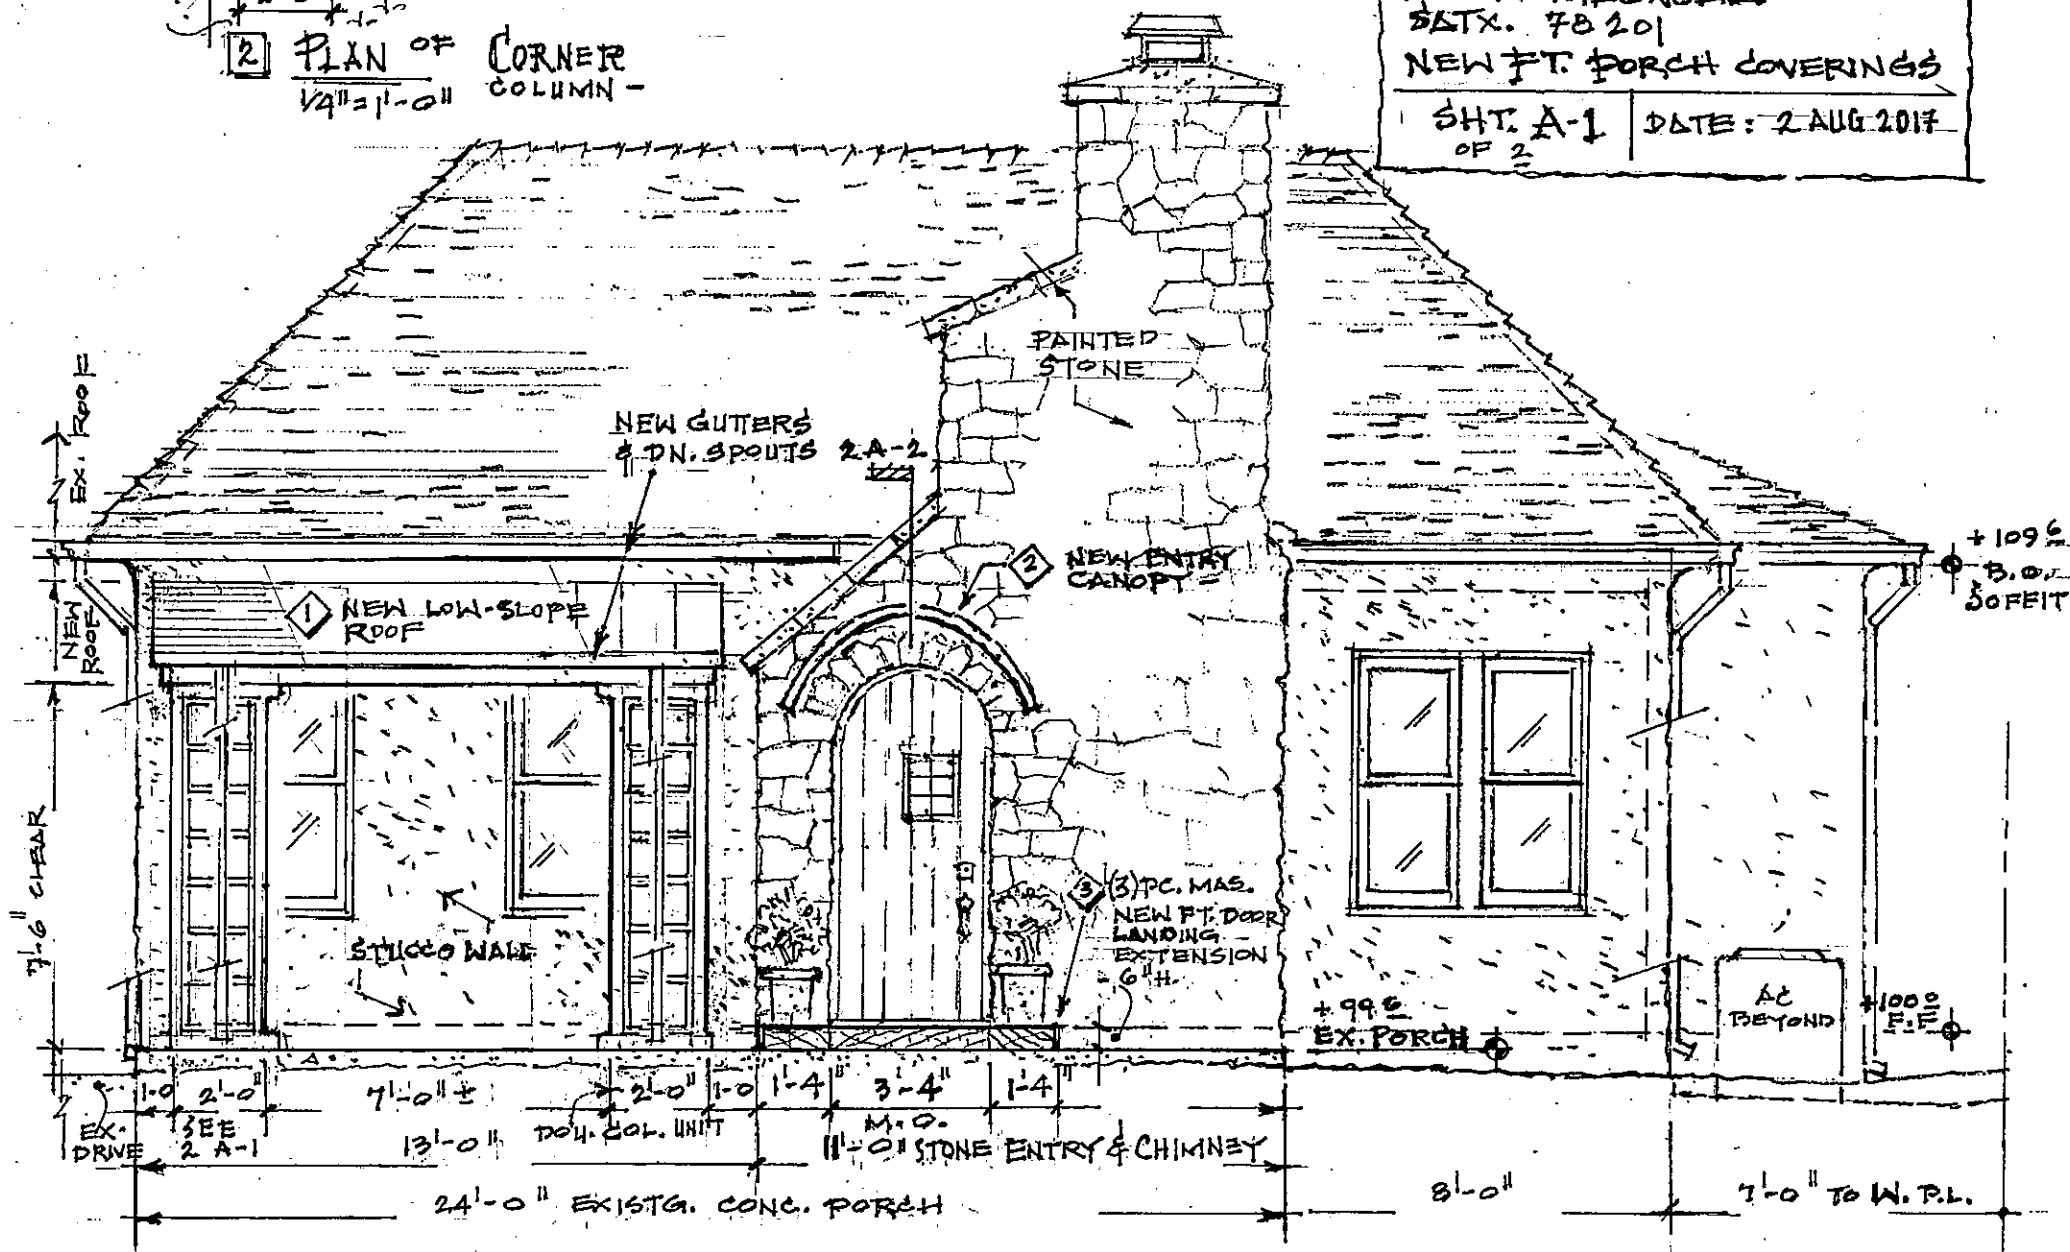 2 PLAN OF CORNER
COLUMN -
1/4"=1'-0"
SATX. 78201
NEW FT. PORCH COVERINGS
SHT. A-1
OF 2
DATE: 2 AUG 2017
PAINTED
STONE
EX. ROOF
NEW GUTTERS
& DN. SPOUTS
2 A-2
2 NEW ENTRY
CANOPY
+ 109 6
B.O.
SOFFIT
1 NEW LOW-SLOPE
ROOF
NEW
ROOF
7'-6" CLEAR
STUCCO WALL
3 (3) PC. MAS.
NEW FT. DOOR
LANDING
EXTENSION
6" H.
+ 99 6
EX. PORCH
AC
BEYOND
+100 0
F.F.
1-0 2'-0" 7'-0" ± 2'-0" 1-0 1'-4" 3'-4" 1'-4"
M.O.
EX.
DRIVE
SEE
2 A-1
13'-0"
DOU. COL. UNIT
11'-0" STONE ENTRY & CHIMNEY
24'-0" EXISTG. CONC. PORCH
8'-0"
7'-0" TO W. P.L.